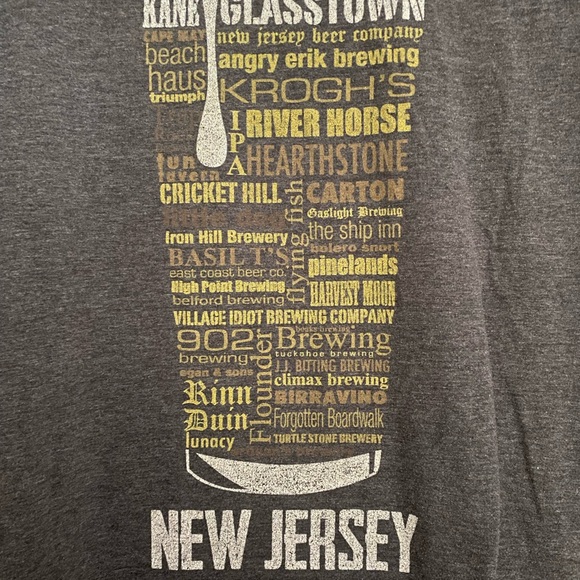 KANE GLASSTOWN
CAPE MAY new jersey beer company
beach angry erik brewing
haus KROGH'S
triumph
IPA RIVER HORSE
tun HEARTHSTONE
tavern
CRICKET HILL CARTON
flying fish Gaslight Brewing
Iron Hill Brewery the ship inn
bolero snort
BASIL T'S pinelands
east coast beer co.
High Point Brewing HARVEST MOON
belford brewing
VILLAGE IDIOT BREWING COMPANY
902 Brewing
brewing tuckahoe brewing
egan & sons J.J. BITTING BREWING
Rinn Flounder climax brewing
BIRRAVINO
Duin Forgotten Boardwalk
lunacy TURTLE STONE BREWERY
NEW JERSEY